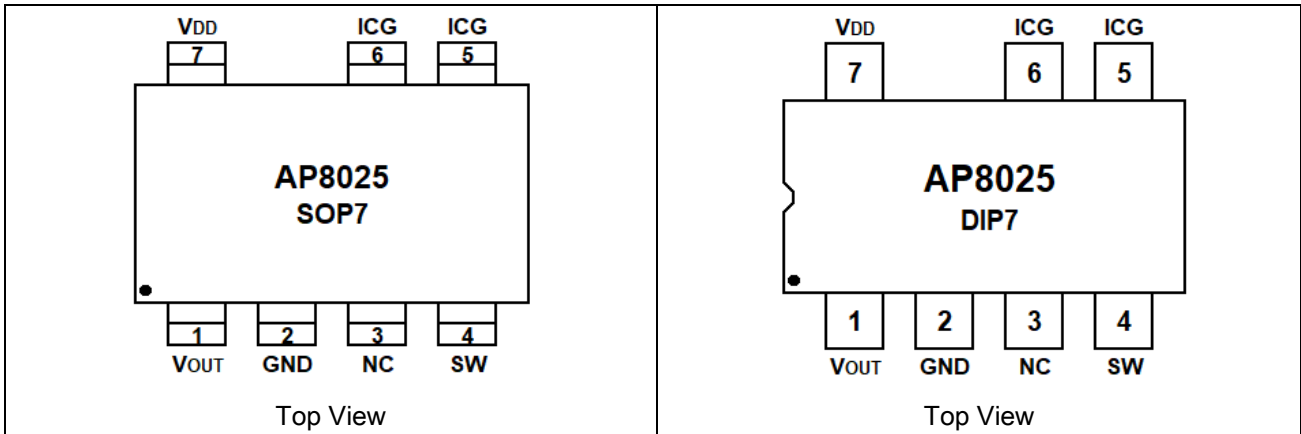 VDD ICG ICG
7 6 5
AP8025
SOP7
1 2 3 4
VOUT GND NC SW
Top View
VDD ICG ICG
7 6 5
AP8025
DIP7
1 2 3 4
VOUT GND NC SW
Top View